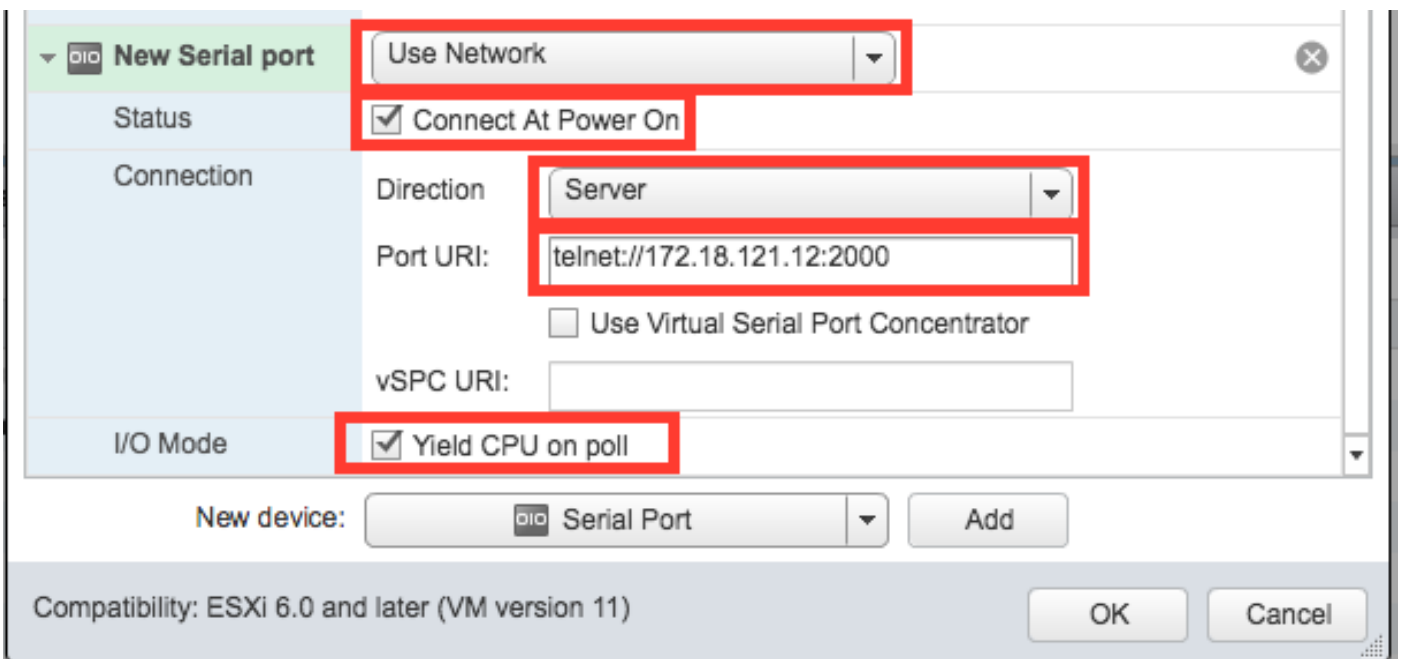 New Serial port Use Network
Status Connect At Power On
Connection Direction Server
Port URI: telnet://172.18.121.12:2000
Use Virtual Serial Port Concentrator
vSPC URI:
I/O Mode Yield CPU on poll
New device: Serial Port Add
Compatibility: ESXi 6.0 and later (VM version 11) OK Cancel